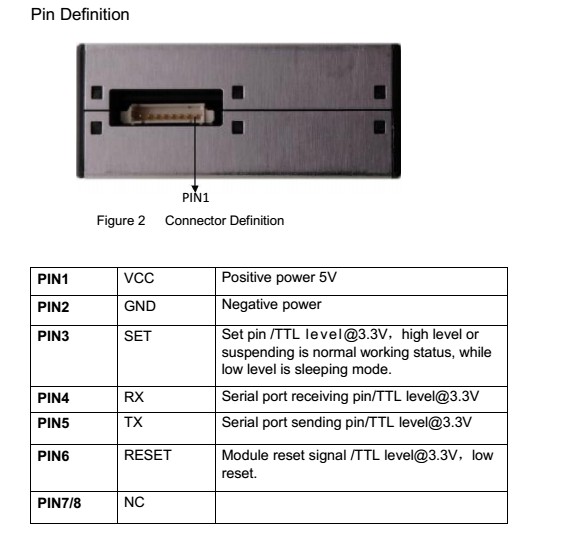 Pin Definition
PIN1
Figure 2 Connector Definition
PIN1 VCC Positive power 5V
PIN2 GND Negative power
PIN3 SET Set pin /TTL level@3.3V，high level or
suspending is normal working status, while
low level is sleeping mode.
PIN4 RX Serial port receiving pin/TTL level@3.3V
PIN5 TX Serial port sending pin/TTL level@3.3V
PIN6 RESET Module reset signal /TTL level@3.3V，low
reset.
PIN7/8 NC